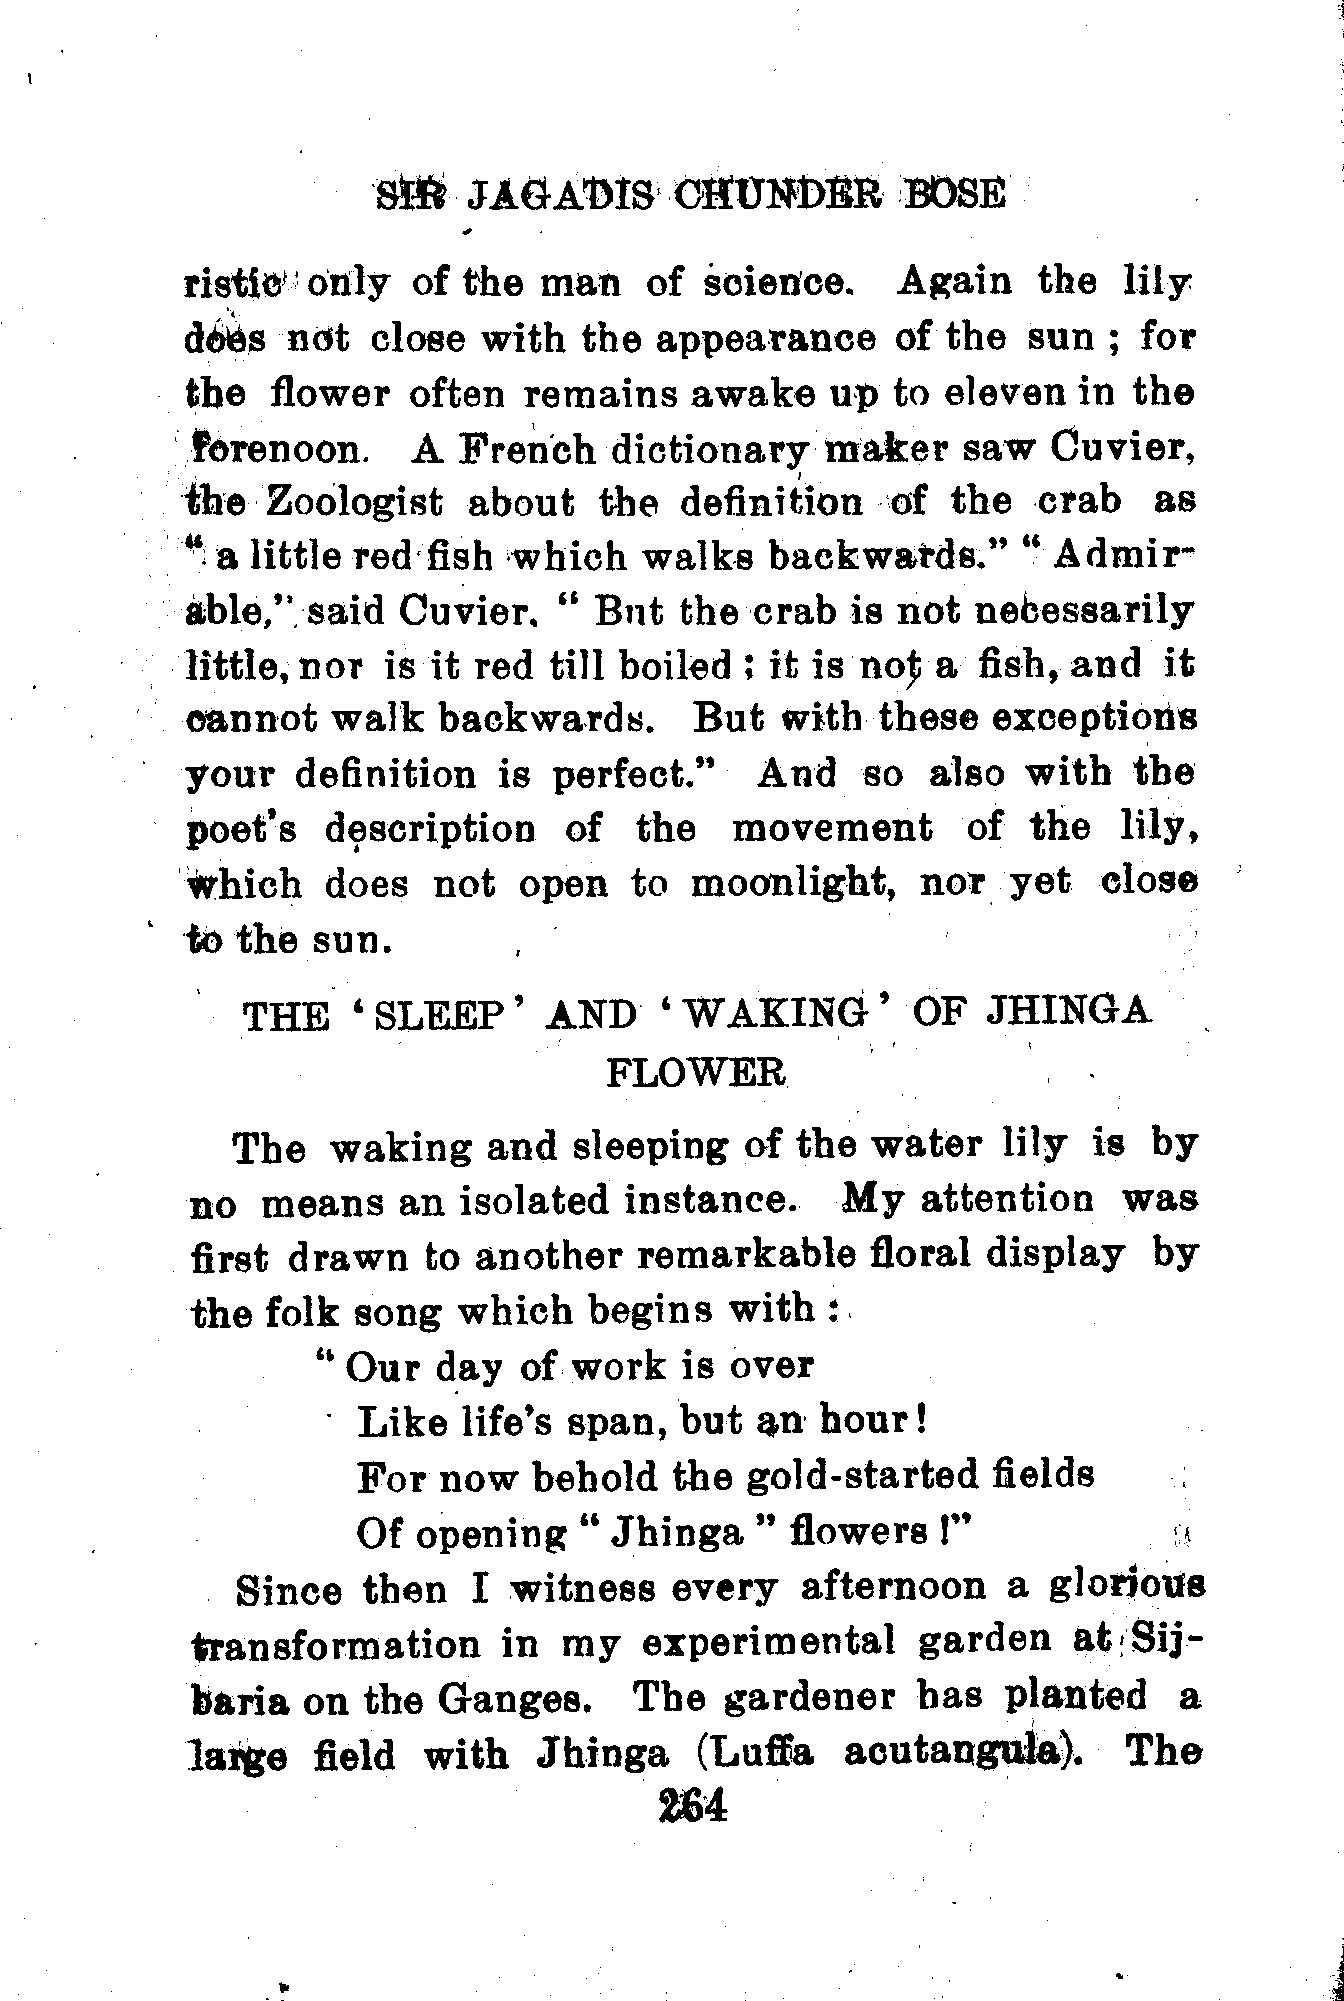 SIR JAGADIS CHUNDER BOSE
ristic only of the man of science. Again the lily
does not close with the appearance of the sun ; for
the flower often remains awake up to eleven in the
forenoon. A French dictionary maker saw Cuvier,
the Zoologist about the definition of the crab as
“ a little red fish which walks backwards.” “ Admir-
able,” said Cuvier. “ But the crab is not necessarily
little, nor is it red till boiled ; it is not a fish, and it
cannot walk backwards. But with these exceptions
your definition is perfect.” And so also with the
poet's description of the movement of the lily,
which does not open to moonlight, nor yet close
to the sun.
THE ‘ SLEEP ’ AND ‘ WAKING ’ OF JHINGA
FLOWER
The waking and sleeping of the water lily is by
no means an isolated instance. My attention was
first drawn to another remarkable floral display by
the folk song which begins with :
“ Our day of work is over
Like life's span, but an hour!
For now behold the gold-started fields
Of opening “ Jhinga ” flowers !”
Since then I witness every afternoon a glorious
transformation in my experimental garden at Sij-
baria on the Ganges. The gardener has planted a
large field with Jhinga (Luffa acutangula). The
264